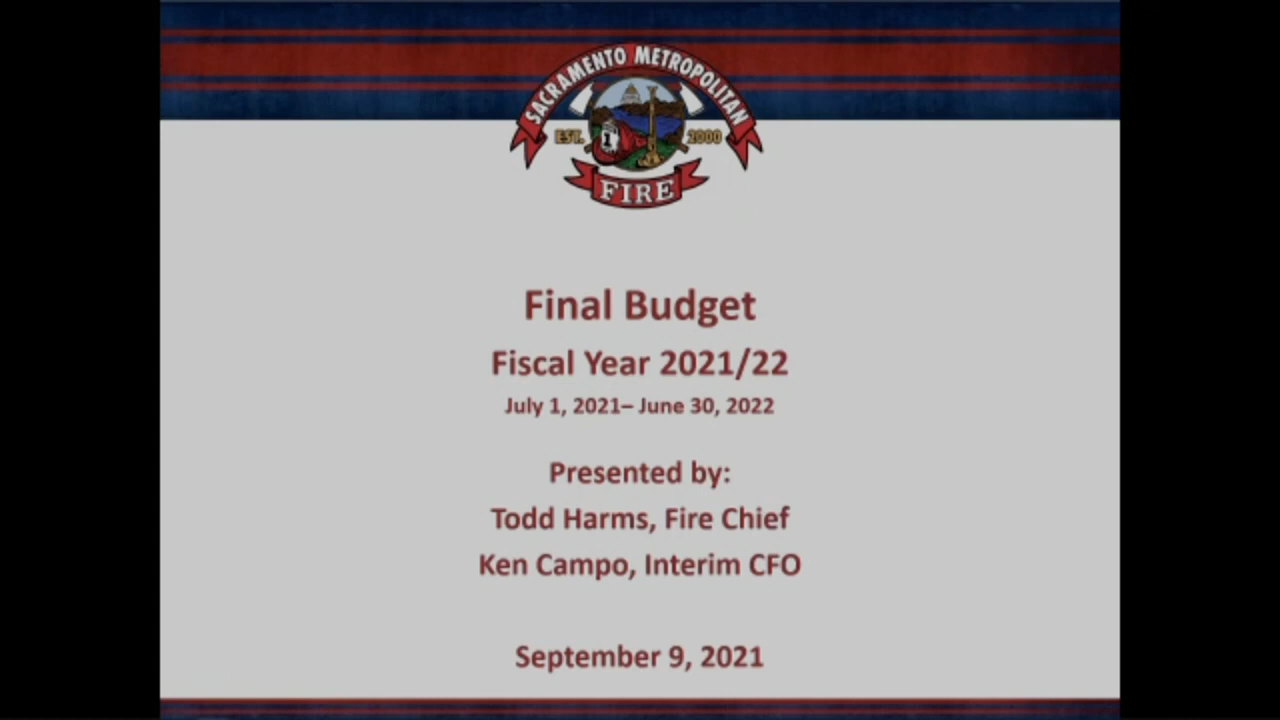 SACRAMENTO METROPOLITAN
EST. 2000
FIRE
Final Budget
Fiscal Year 2021/22
July 1, 2021– June 30, 2022
Presented by:
Todd Harms, Fire Chief
Ken Campo, Interim CFO
September 9, 2021